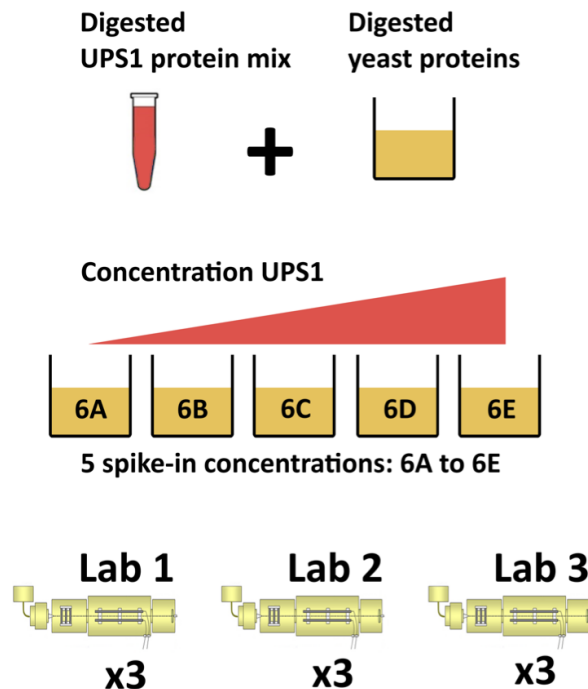 Digested
UPS1 protein mix
Digested
yeast proteins
+
Concentration UPS1
6A 6B 6C 6D 6E
5 spike-in concentrations: 6A to 6E
Lab 1 Lab 2 Lab 3
x3 x3 x3